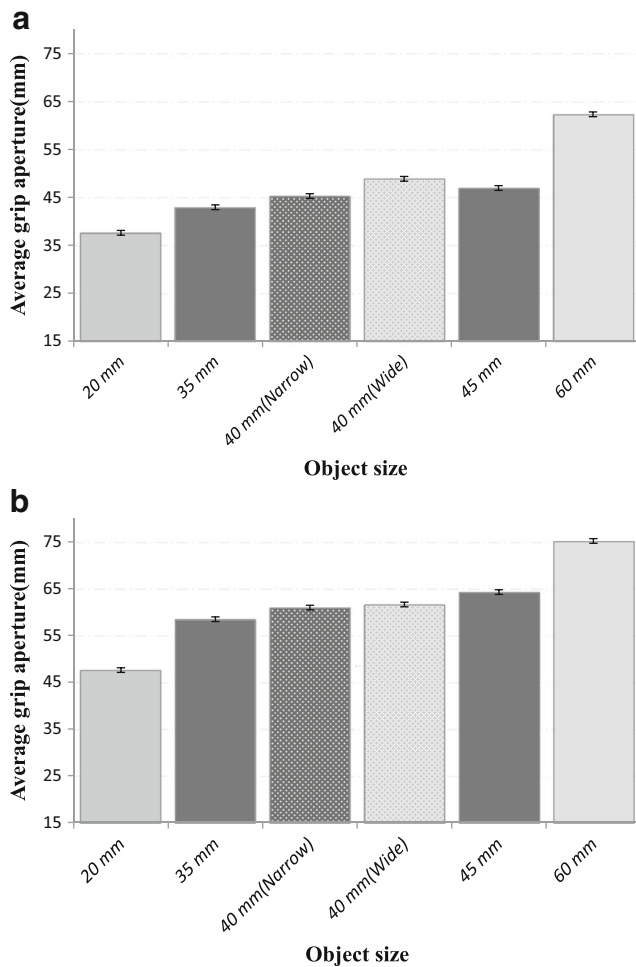 a
Average grip aperture(mm)
75
65
55
45
35
25
15
20 mm
35 mm
40 mm(Narrow)
40 mm(Wide)
45 mm
60 mm
Object size
b
Average grip aperture(mm)
75
65
55
45
35
25
15
20 mm
35 mm
40 mm(Narrow)
40 mm(Wide)
45 mm
60 mm
Object size